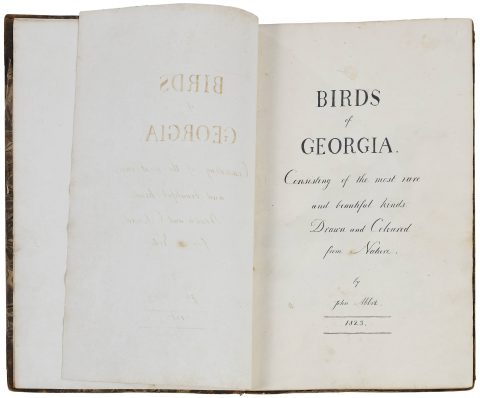 BIRDS
of
GEORGIA.
Consisting of the most rare
and beautiful kinds
Drawn and Coloured
from Nature.
by
John Abbot
1823.